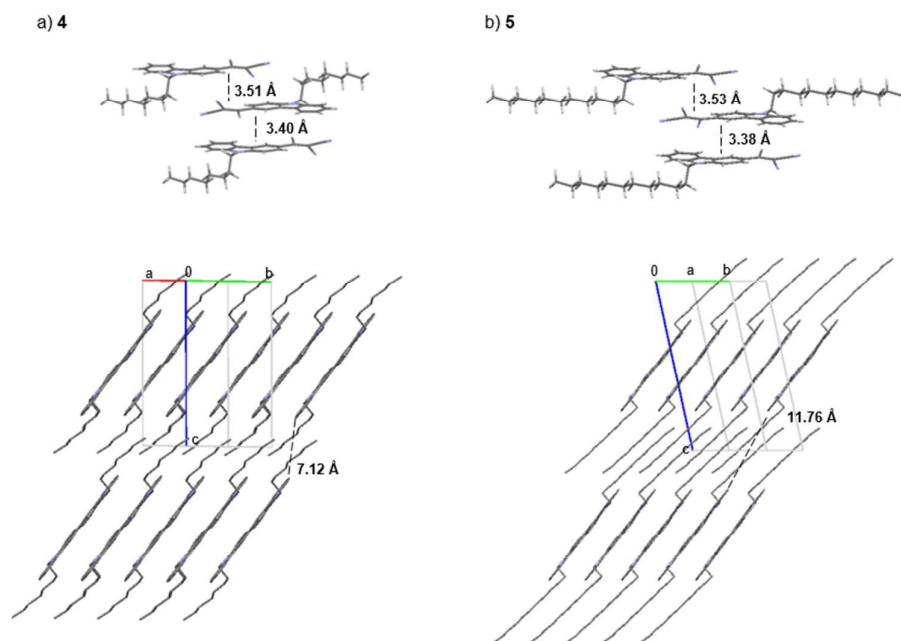 a) 4
3.51 Å
3.40 Å
a
0
b
c
7.12 Å
b) 5
3.53 Å
3.38 Å
0
a
b
c
11.76 Å